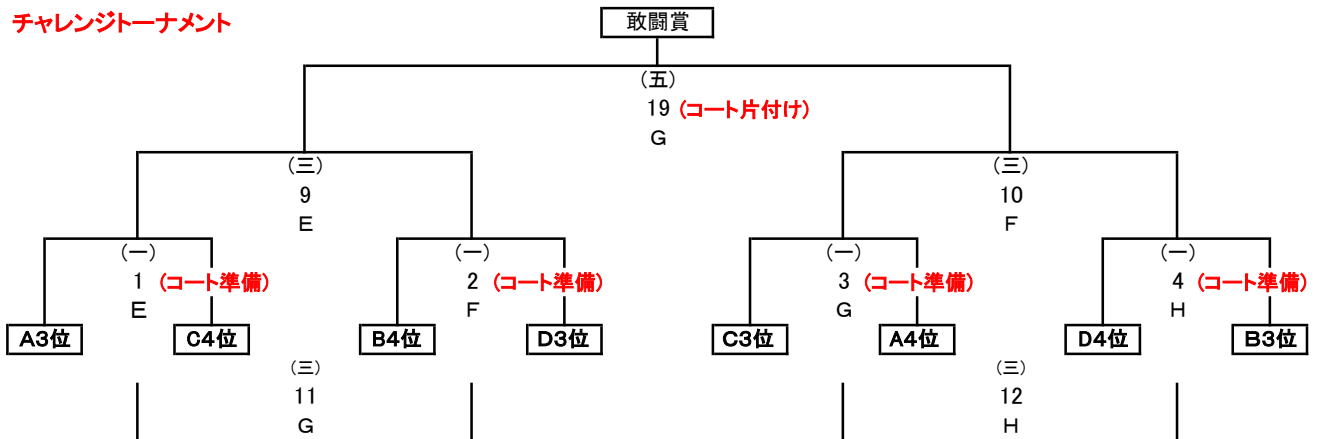 チャレンジトーナメント
敢闘賞
(五)
19 (コート片付け)
G
(三) (三)
9 10
E F
(一) (一) (一) (一)
1 (コート準備) 2 (コート準備) 3 (コート準備) 4 (コート準備)
E F G H
A3位 C4位 B4位 D3位 C3位 A4位 D4位 B3位
(三) (三)
11 12
G H